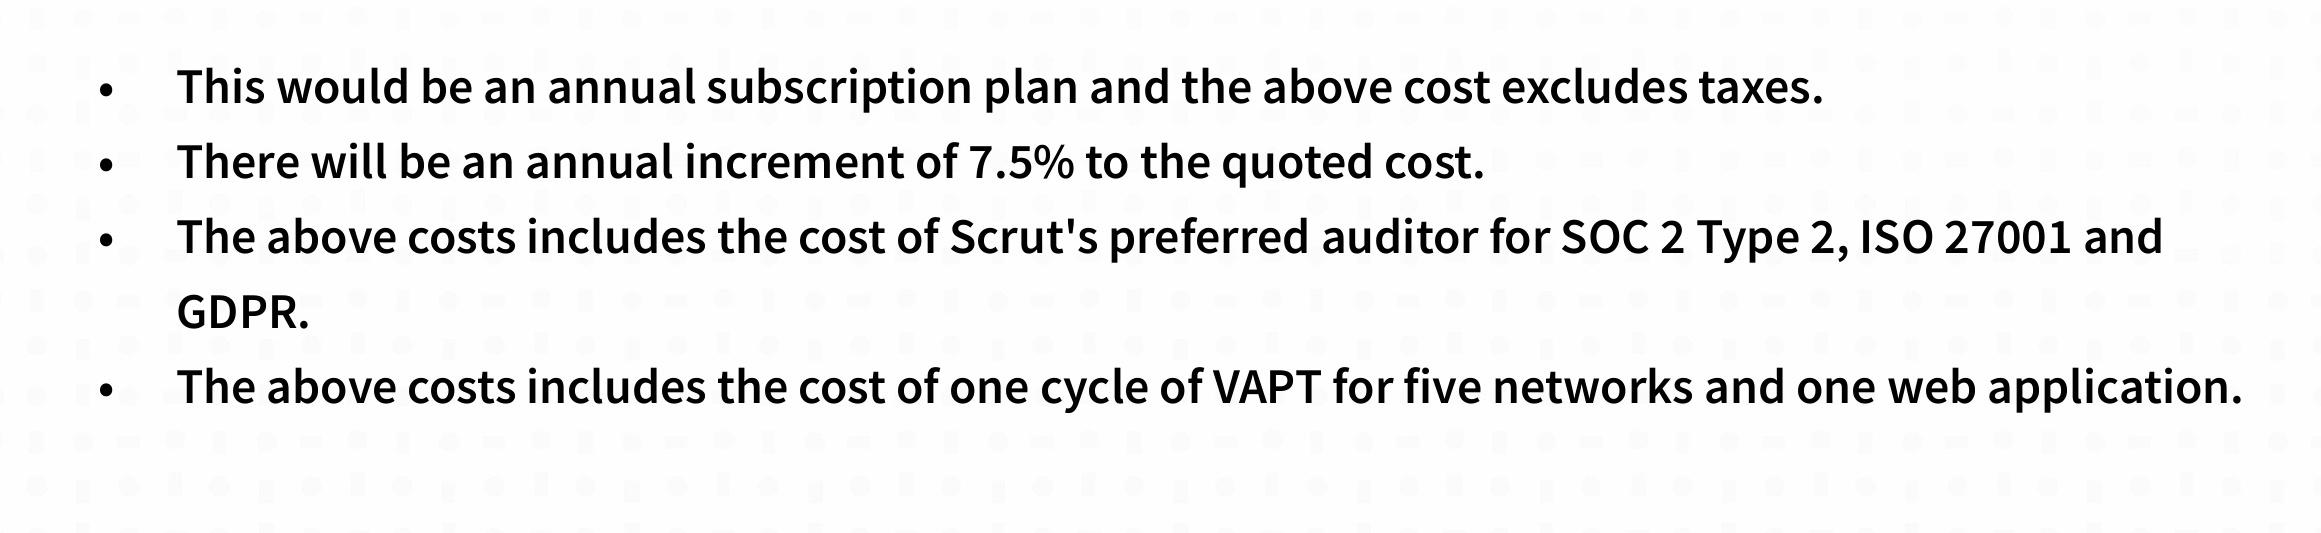 • This would be an annual subscription plan and the above cost excludes taxes.
• There will be an annual increment of 7.5% to the quoted cost.
• The above costs includes the cost of Scrut's preferred auditor for SOC 2 Type 2, ISO 27001 and
GDPR.
• The above costs includes the cost of one cycle of VAPT for five networks and one web application.